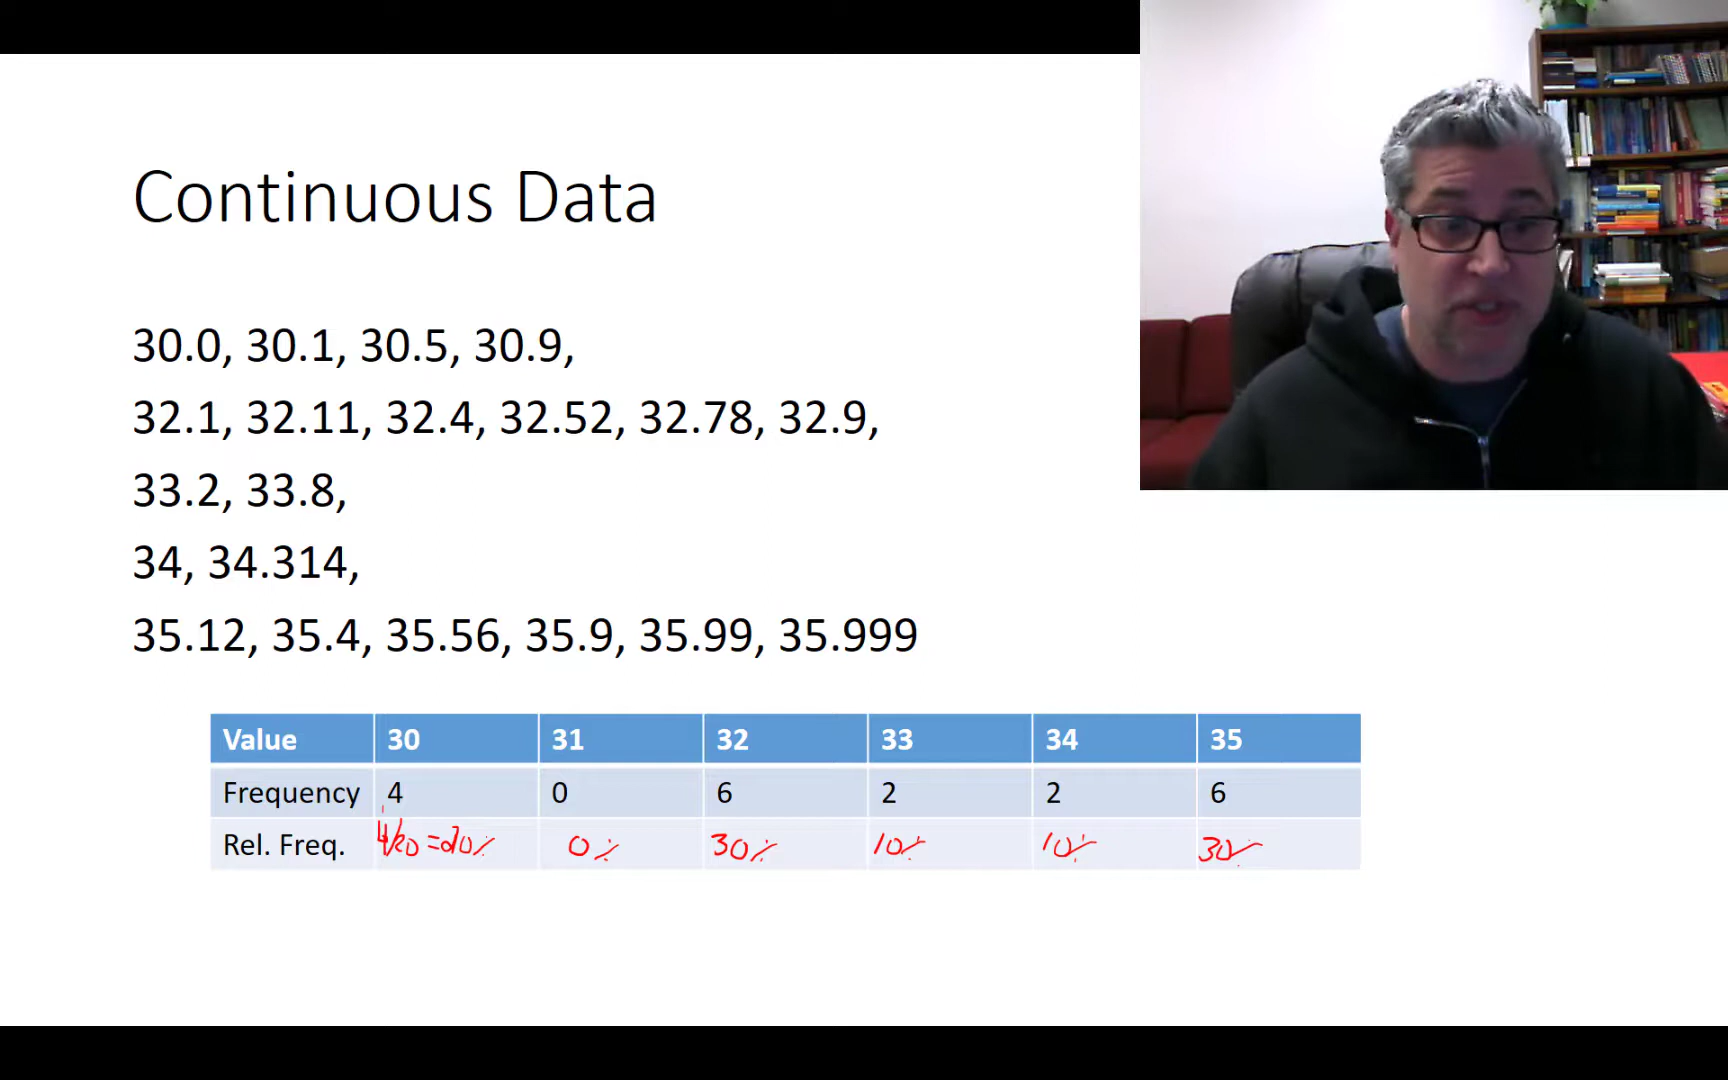 Continuous Data
30.0, 30.1, 30.5, 30.9,
32.1, 32.11, 32.4, 32.52, 32.78, 32.9,
33.2, 33.8,
34, 34.314,
35.12, 35.4, 35.56, 35.9, 35.99, 35.999
Value 30 31 32 33 34 35
Frequency 4 0 6 2 2 6
Rel. Freq. 4/20 = 20% 0% 30% 10% 10% 30%